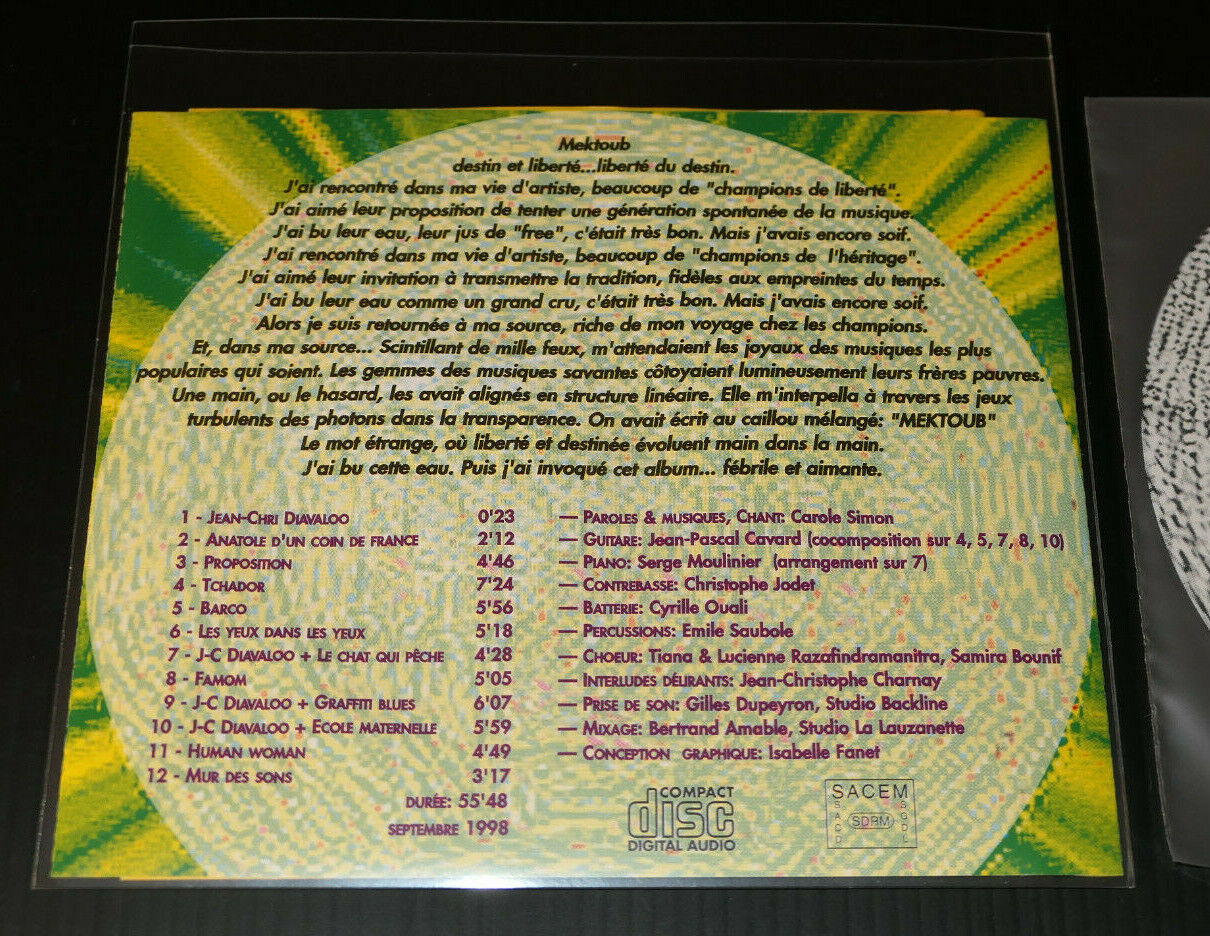 Mektoub
destin et liberté...liberté du destin.
J'ai rencontré dans ma vie d'artiste, beaucoup de "champions de liberté".
J'ai aimé leur proposition de tenter une génération spontanée de la musique.
J'ai bu leur eau, leur jus de "free", c'était très bon. Mais j'avais encore soif.
J'ai rencontré dans ma vie d'artiste, beaucoup de "champions de l'héritage".
J'ai aimé leur invitation à transmettre la tradition, fidèles aux empreintes du temps.
J'ai bu leur eau comme un grand cru, c'était très bon. Mais j'avais encore soif.
Alors je suis retournée à ma source, riche de mon voyage chez les champions.
Et, dans ma source... Scintillant de mille feux, m'attendaient les joyaux des musiques les plus
populaires qui soient. Les gemmes des musiques savantes côtoyaient lumineusement leurs frères pauvres.
Une main, ou le hasard, les avait alignés en structure linéaire. Elle m'interpella à travers les jeux
turbulents des photons dans la transparence. On avait écrit au caillou mélangé: "MEKTOUB"
Le mot étrange, où liberté et destinée évoluent main dans la main.
J'ai bu cette eau. Puis j'ai invoqué cet album... fébrile et aimante.
1 - Jean-Chri Diavaloo 0'23
2 - Anatole d'un coin de france 2'12
3 - Proposition 4'46
4 - Tchador 7'24
5 - Barco 5'56
6 - Les yeux dans les yeux 5'18
7 - J-C Diavaloo + Le chat qui pèche 4'28
8 - Famom 5'05
9 - J-C Diavaloo + Graffiti blues 6'07
10 - J-C Diavaloo + Ecole maternelle 5'59
11 - Human woman 4'49
12 - Mur des sons 3'17
durée: 55'48
septembre 1998
— Paroles & musiques, Chant: Carole Simon
— Guitare: Jean-Pascal Cavard (cocomposition sur 4, 5, 7, 8, 10)
— Piano: Serge Moulinier (arrangement sur 7)
— Contrebasse: Christophe Jodet
— Batterie: Cyrille Ouali
— Percussions: Emile Saubole
— Choeur: Tiana & Lucienne Razafindramanitra, Samira Bounif
— Interludes délirants: Jean-Christophe Charnay
— Prise de son: Gilles Dupeyron, Studio Backline
— Mixage: Bertrand Amable, Studio La Lauzanette
— Conception graphique: Isabelle Fanet
COMPACT
disc
DIGITAL AUDIO
SACEM
SACD
SDRM
SGDL